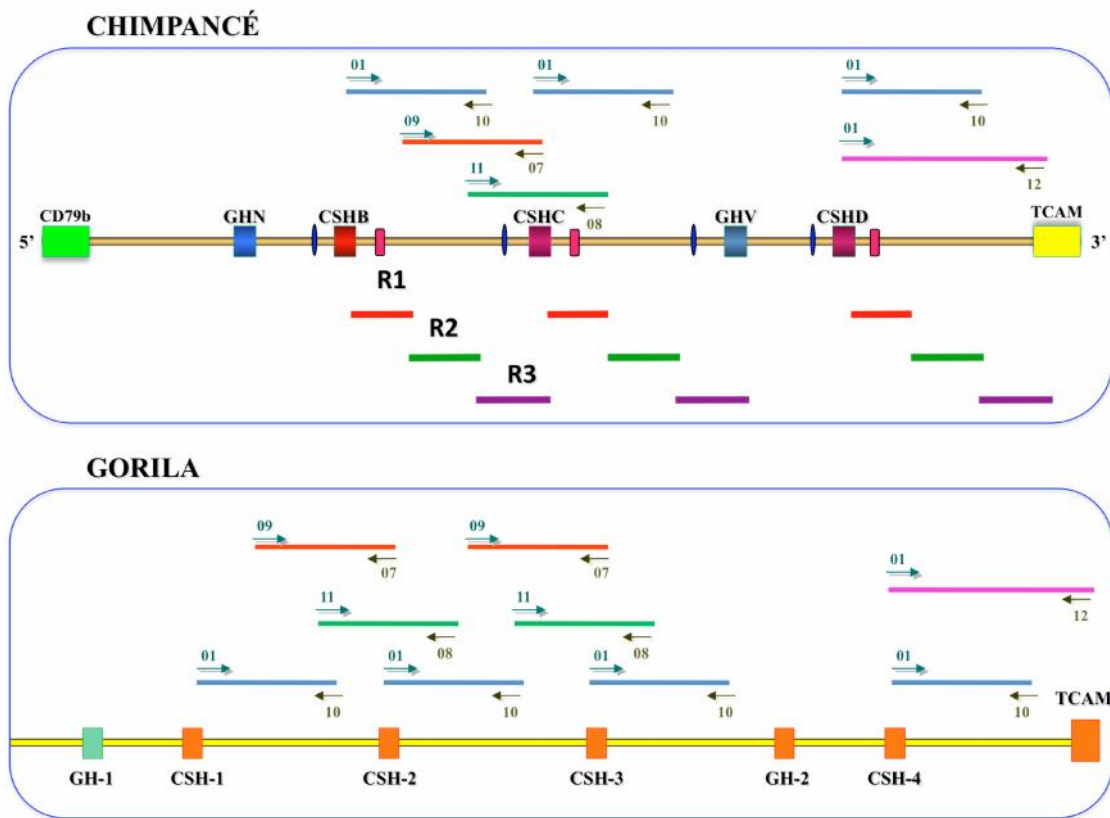 CHIMPANCÉ
01 01 01
10 10 10
09 01
07 12
11
08
CD79b GHN CSHB CSHC GHV CSHD TCAM
5’ 3’
R1
R2
R3
GORILA
09 09 01
07 07 12
11 11
08 08
01 01 01 01
10 10 10 10
TCAM
GH-1 CSH-1 CSH-2 CSH-3 GH-2 CSH-4